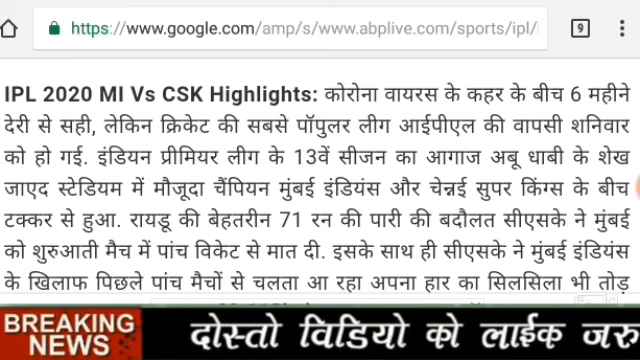 https://www.google.com/amp/s/www.abplive.com/sports/ipl/
9
IPL 2020 MI Vs CSK Highlights: कोरोना वायरस के कहर के बीच 6 महीने
देरी से सही, लेकिन क्रिकेट की सबसे पॉपुलर लीग आईपीएल की वापसी शनिवार
को हो गई. इंडियन प्रीमियर लीग के 13वें सीजन का आगाज अबू धाबी के शेख
जाएद स्टेडियम में मौजूदा चैंपियन मुंबई इंडियंस और चेन्नई सुपर किंग्स के बीच
टक्कर से हुआ. रायडू की बेहतरीन 71 रन की पारी की बदौलत सीएसके ने मुंबई
को शुरुआती मैच में पांच विकेट से मात दी. इसके साथ ही सीएसके ने मुंबई इंडियंस
के खिलाफ पिछले पांच मैचों से चलता आ रहा अपना हार का सिलसिला भी तोड़
BREAKING
NEWS
दोस्तो विडियो को लाईक जरु